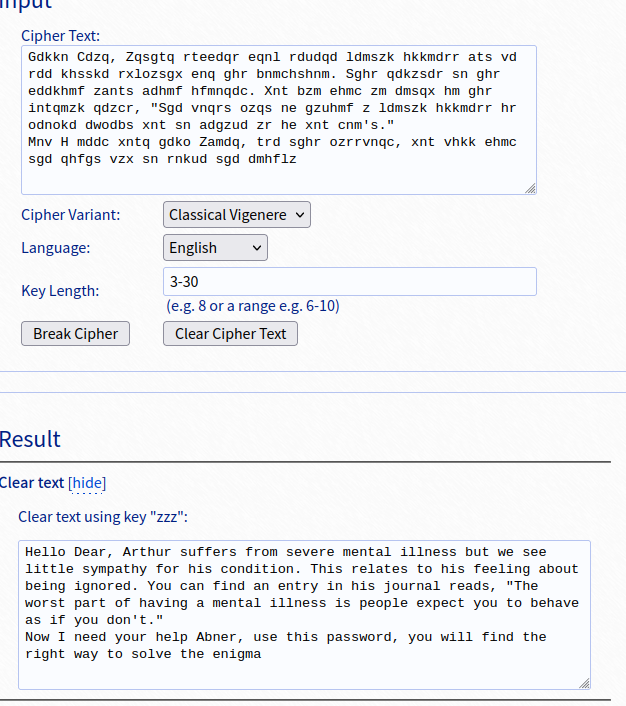 Input
Cipher Text:
Gdkkn Cdzq, Zqsgtq rteedqr eqnl rdudqd ldmszk hkkmdrr ats vd
rdd khsskd rxlozsgx enq ghr bnmchshnm. Sghr qdkzsdr sn ghr
eddkhmf zants adhmf hfmnqdc. Xnt bzm ehmc zm dmsqx hm ghr
intqmzk qdzcr, "Sgd vnqrs ozqs ne gzuhmf z ldmszk hkkmdrr hr
odnokd dwodbs xnt sn adgzud zr he xnt cnm's."
Mnv H mddc xntq gdko Zamdq, trd sghr ozrrvnqc, xnt vhkk ehmc
sgd qhfgs vzx sn rnkud sgd dmhflz
Cipher Variant:
Classical Vigenere
Language:
English
Key Length:
3-30
(e.g. 8 or a range e.g. 6-10)
Break Cipher
Clear Cipher Text
Result
Clear text [hide]
Clear text using key "zzz":
Hello Dear, Arthur suffers from severe mental illness but we see
little sympathy for his condition. This relates to his feeling about
being ignored. You can find an entry in his journal reads, "The
worst part of having a mental illness is people expect you to behave
as if you don't."
Now I need your help Abner, use this password, you will find the
right way to solve the enigma